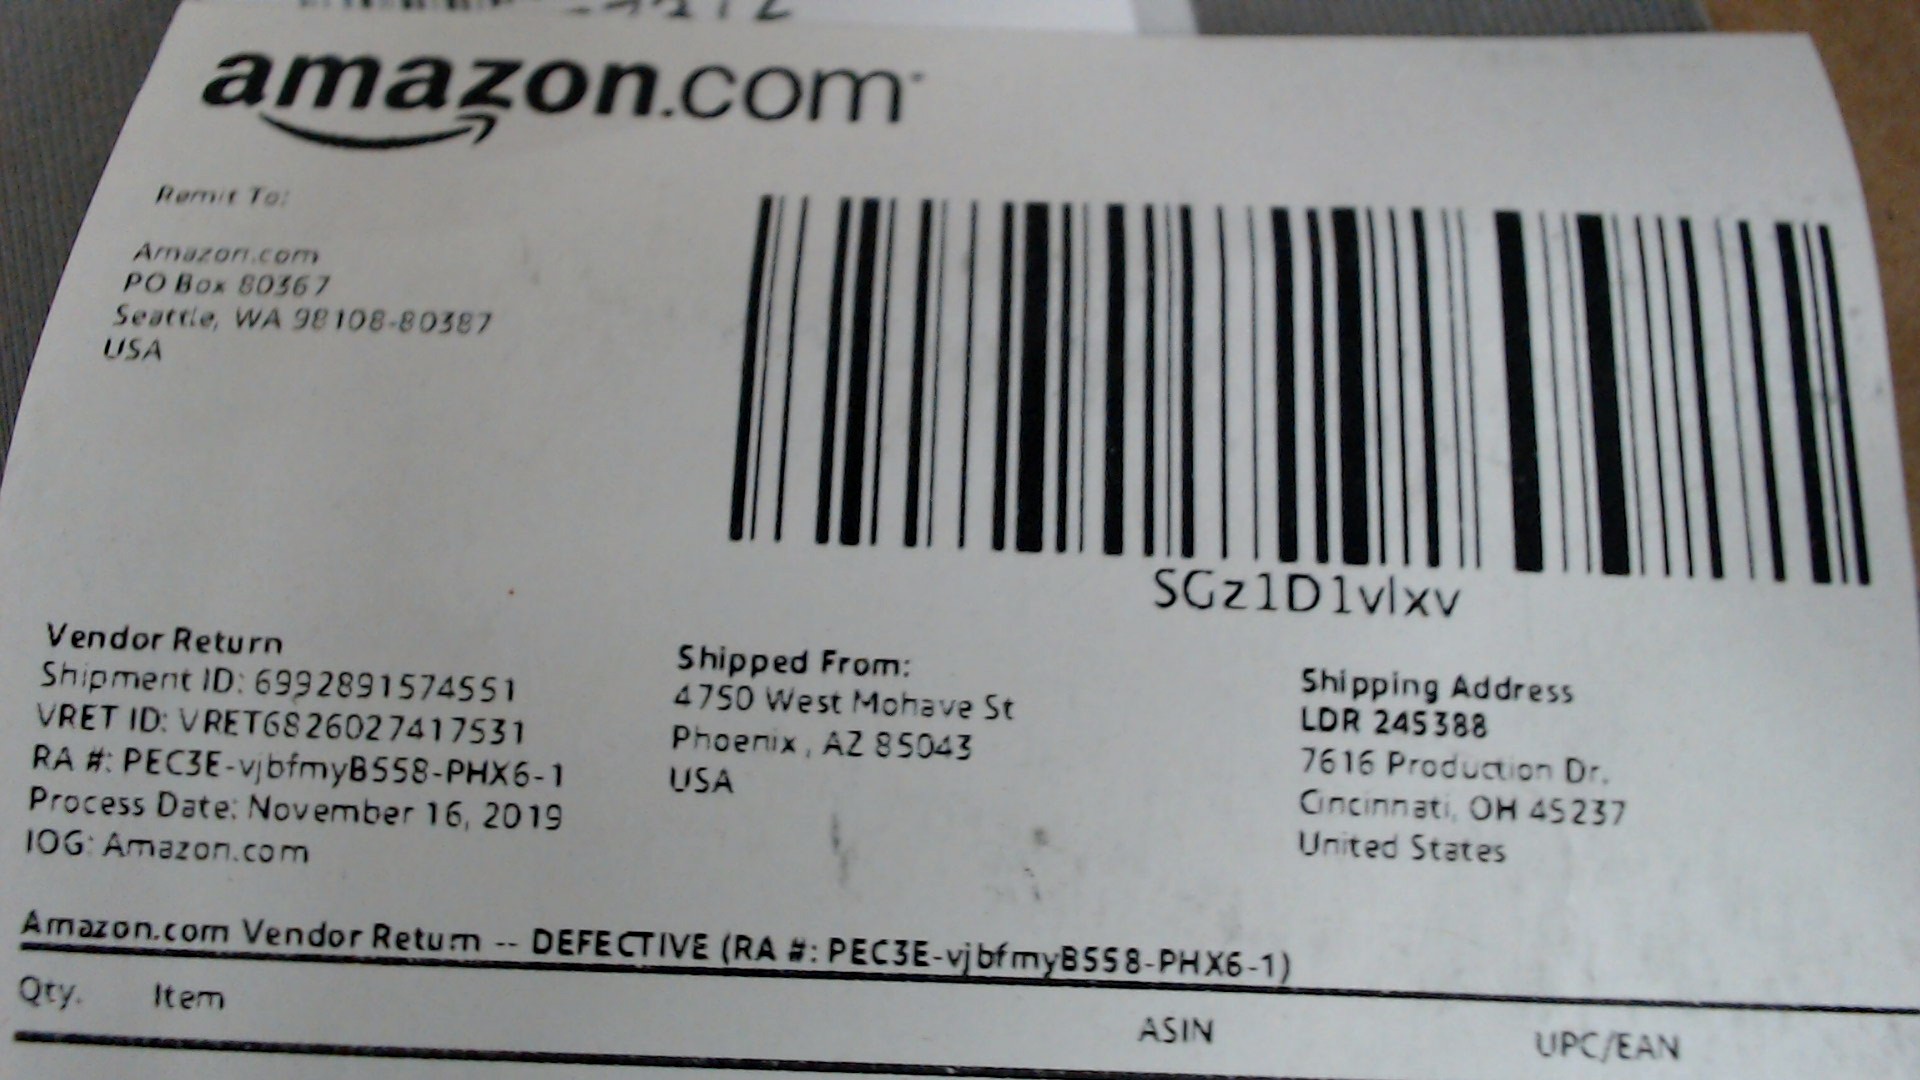 amazon.com
Remit To:
Amazon.com
PO Box 80367
Seattle, WA 98108-80387
USA
SGz1D1vlxv
Vendor Return
Shipment ID: 6992891574551
VRET ID: VRET6826027417531
RA #: PEC3E-vjbfmyB558-PHX6-1
Process Date: November 16, 2019
IOG: Amazon.com
Shipped From:
4750 West Mohave St
Phoenix, AZ 85043
USA
Shipping Address
LDR 245388
7616 Production Dr.
Cincinnati, OH 45237
United States
Amazon.com Vendor Return -- DEFECTIVE (RA #: PEC3E-vjbfmyB558-PHX6-1)
Qty. Item ASIN UPC/EAN